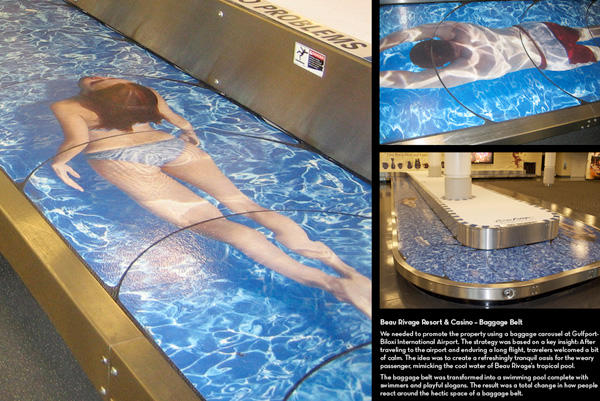 O PROBLEMS
Beau Rivage Resort & Casino – Baggage Belt
We needed to promote the property using a baggage carousel at Gulfport-
Biloxi International Airport. The strategy was based on a key insight: After
traveling to the airport and enduring a long flight, travelers welcomed a bit
of calm. The idea was to create a refreshingly tranquil oasis for the weary
passenger, mimicking the cool water of Beau Rivage's tropical pool.
The baggage belt was transformed into a swimming pool complete with
swimmers and playful slogans. The result was a total change in how people
react around the hectic space of a baggage belt.